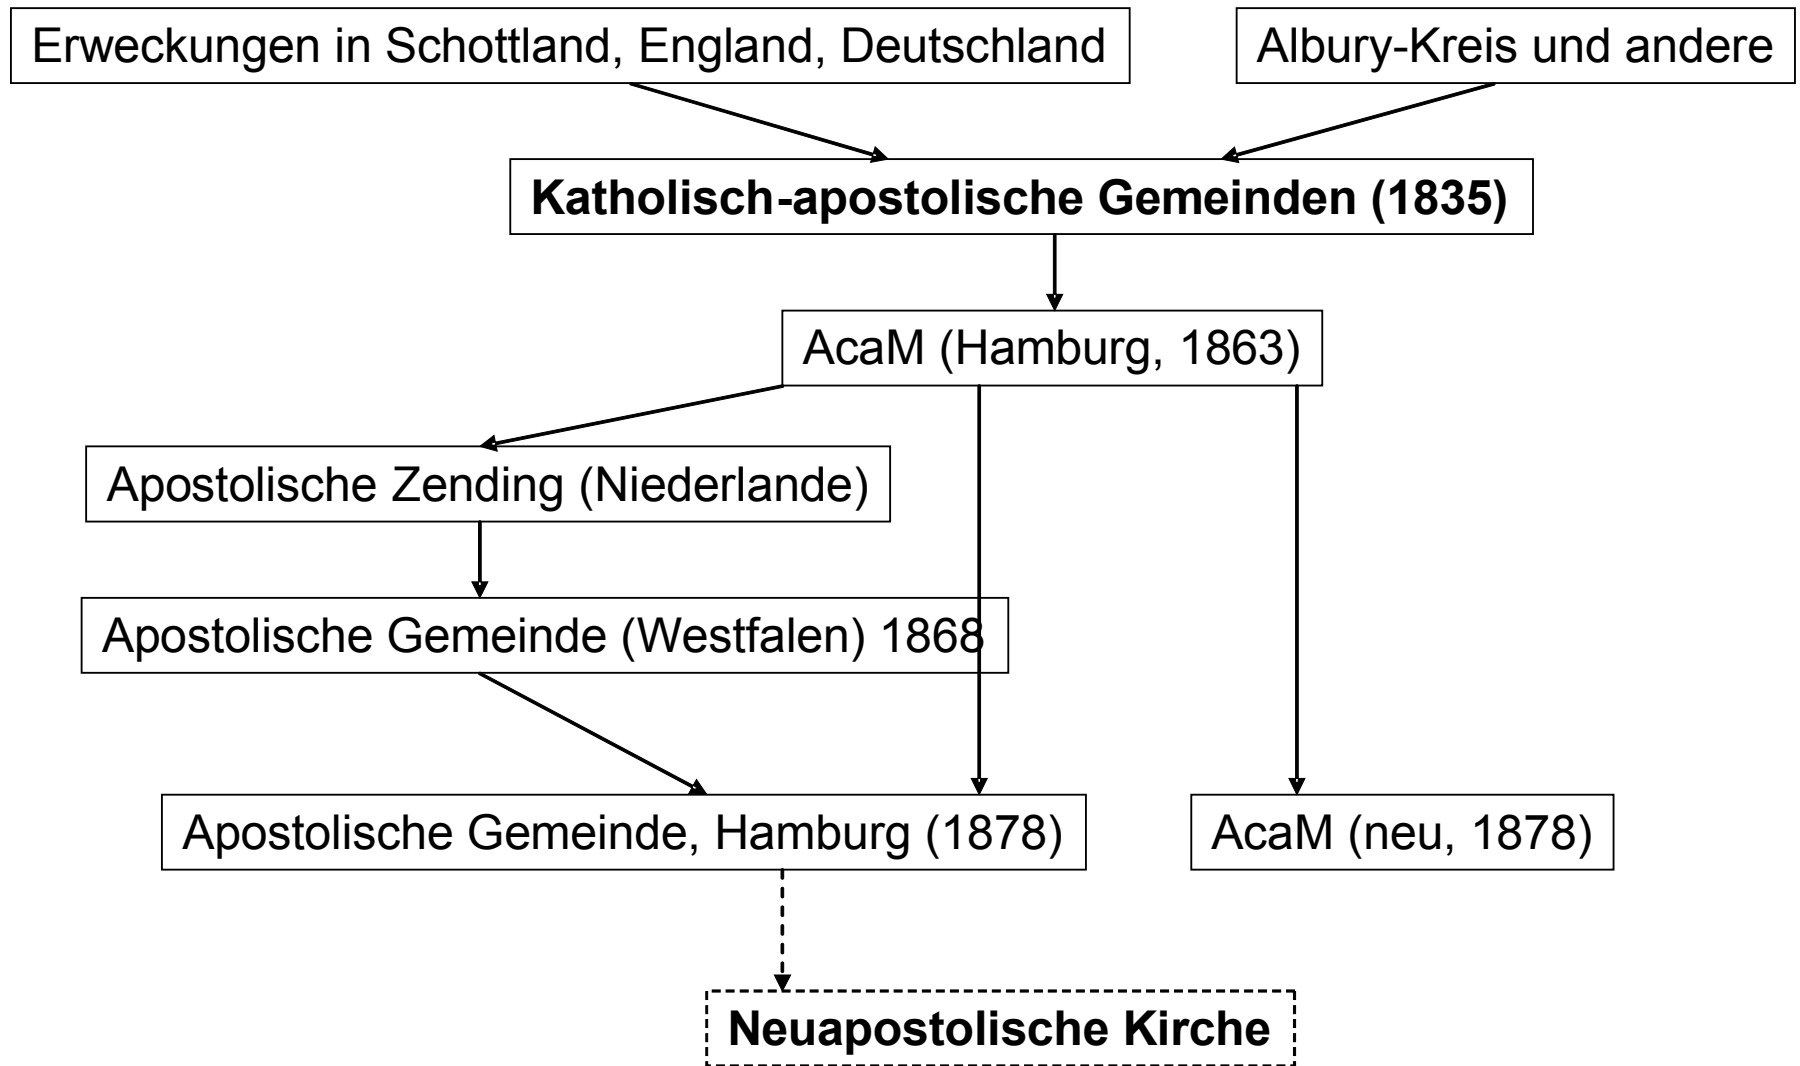 Erweckungen in Schottland, England, Deutschland
Albury-Kreis und andere
Katholisch-apostolische Gemeinden (1835)
AcaM (Hamburg, 1863)
Apostolische Zending (Niederlande)
Apostolische Gemeinde (Westfalen) 1868
Apostolische Gemeinde, Hamburg (1878)
AcaM (neu, 1878)
Neuapostolische Kirche